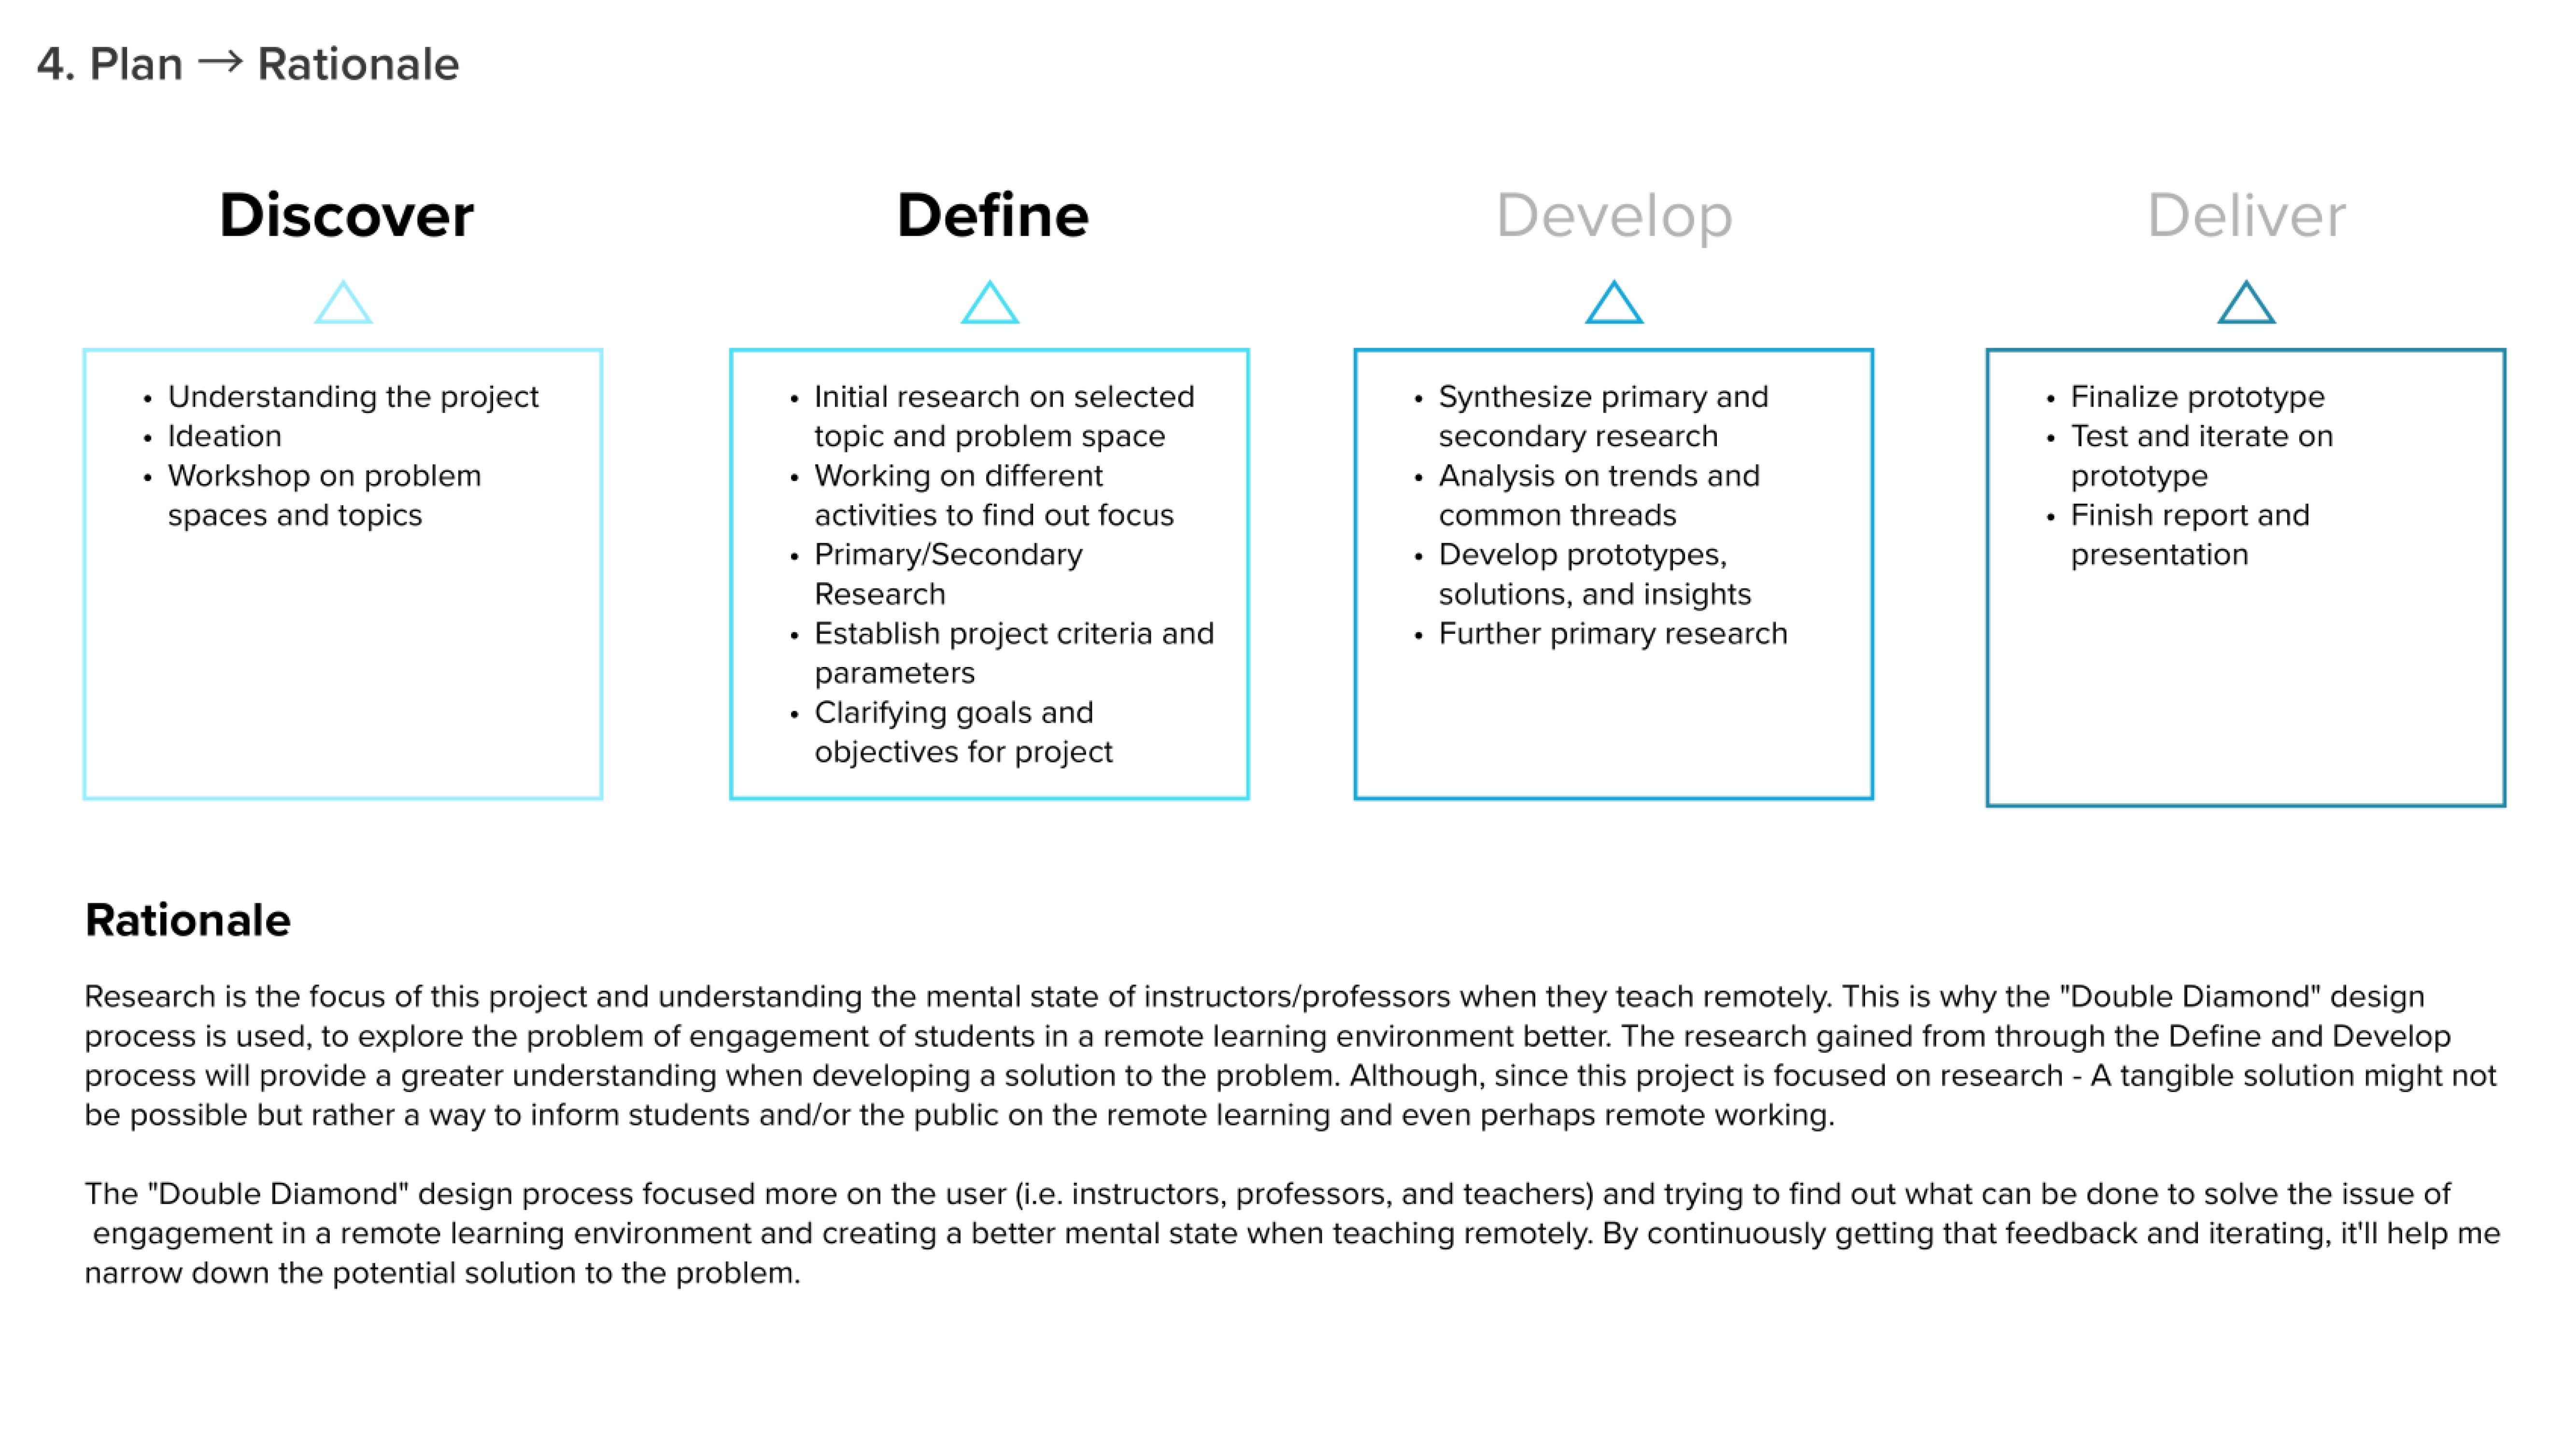 4. Plan → Rationale
Discover
• Understanding the project
• Ideation
• Workshop on problem
spaces and topics
Define
• Initial research on selected
topic and problem space
• Working on different
activities to find out focus
• Primary/Secondary
Research
• Establish project criteria and
parameters
• Clarifying goals and
objectives for project
Develop
• Synthesize primary and
secondary research
• Analysis on trends and
common threads
• Develop prototypes,
solutions, and insights
• Further primary research
Deliver
• Finalize prototype
• Test and iterate on
prototype
• Finish report and
presentation
Rationale
Research is the focus of this project and understanding the mental state of instructors/professors when they teach remotely. This is why the "Double Diamond" design
process is used, to explore the problem of engagement of students in a remote learning environment better. The research gained from through the Define and Develop
process will provide a greater understanding when developing a solution to the problem. Although, since this project is focused on research - A tangible solution might not
be possible but rather a way to inform students and/or the public on the remote learning and even perhaps remote working.
The "Double Diamond" design process focused more on the user (i.e. instructors, professors, and teachers) and trying to find out what can be done to solve the issue of
engagement in a remote learning environment and creating a better mental state when teaching remotely. By continuously getting that feedback and iterating, it'll help me
narrow down the potential solution to the problem.